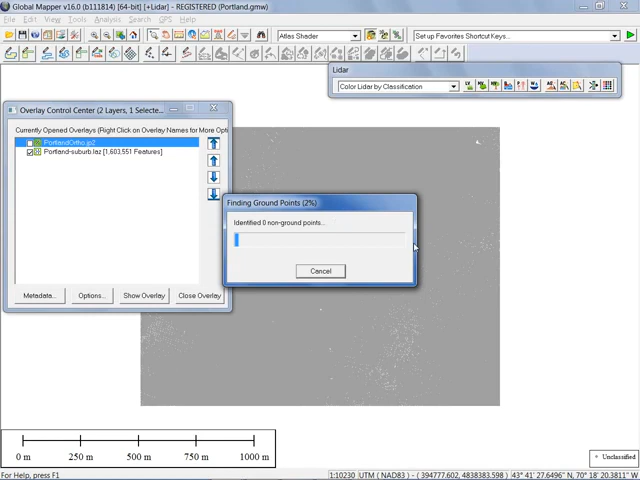 Global Mapper v16.0 (b111814) [64-bit] [+Lidar] - REGISTERED (Portland.gmw)
File Edit View Tools Analysis Search GPS Help
Atlas Shader
Set up Favorites Shortcut Keys...
Lidar
Color Lidar by Classification
Overlay Control Center (2 Layers, 1 Selecte...
Currently Opened Overlays (Right Click on Overlay Names for More Opti
PortlandOrtho.jp2
Portland-suburb.laz [1,603,551 Features]
Finding Ground Points (2%)
Identified 0 non-ground points...
Cancel
Metadata...
Options...
Show Overlay
Close Overlay
0 m
250 m
500 m
750 m
1000 m
Unclassified
For Help, press F1
1:10230
UTM (NAD83) - ( 394777.602, 4838383.598 )
43° 41' 27.6496" N, 70° 18' 20.3811" W